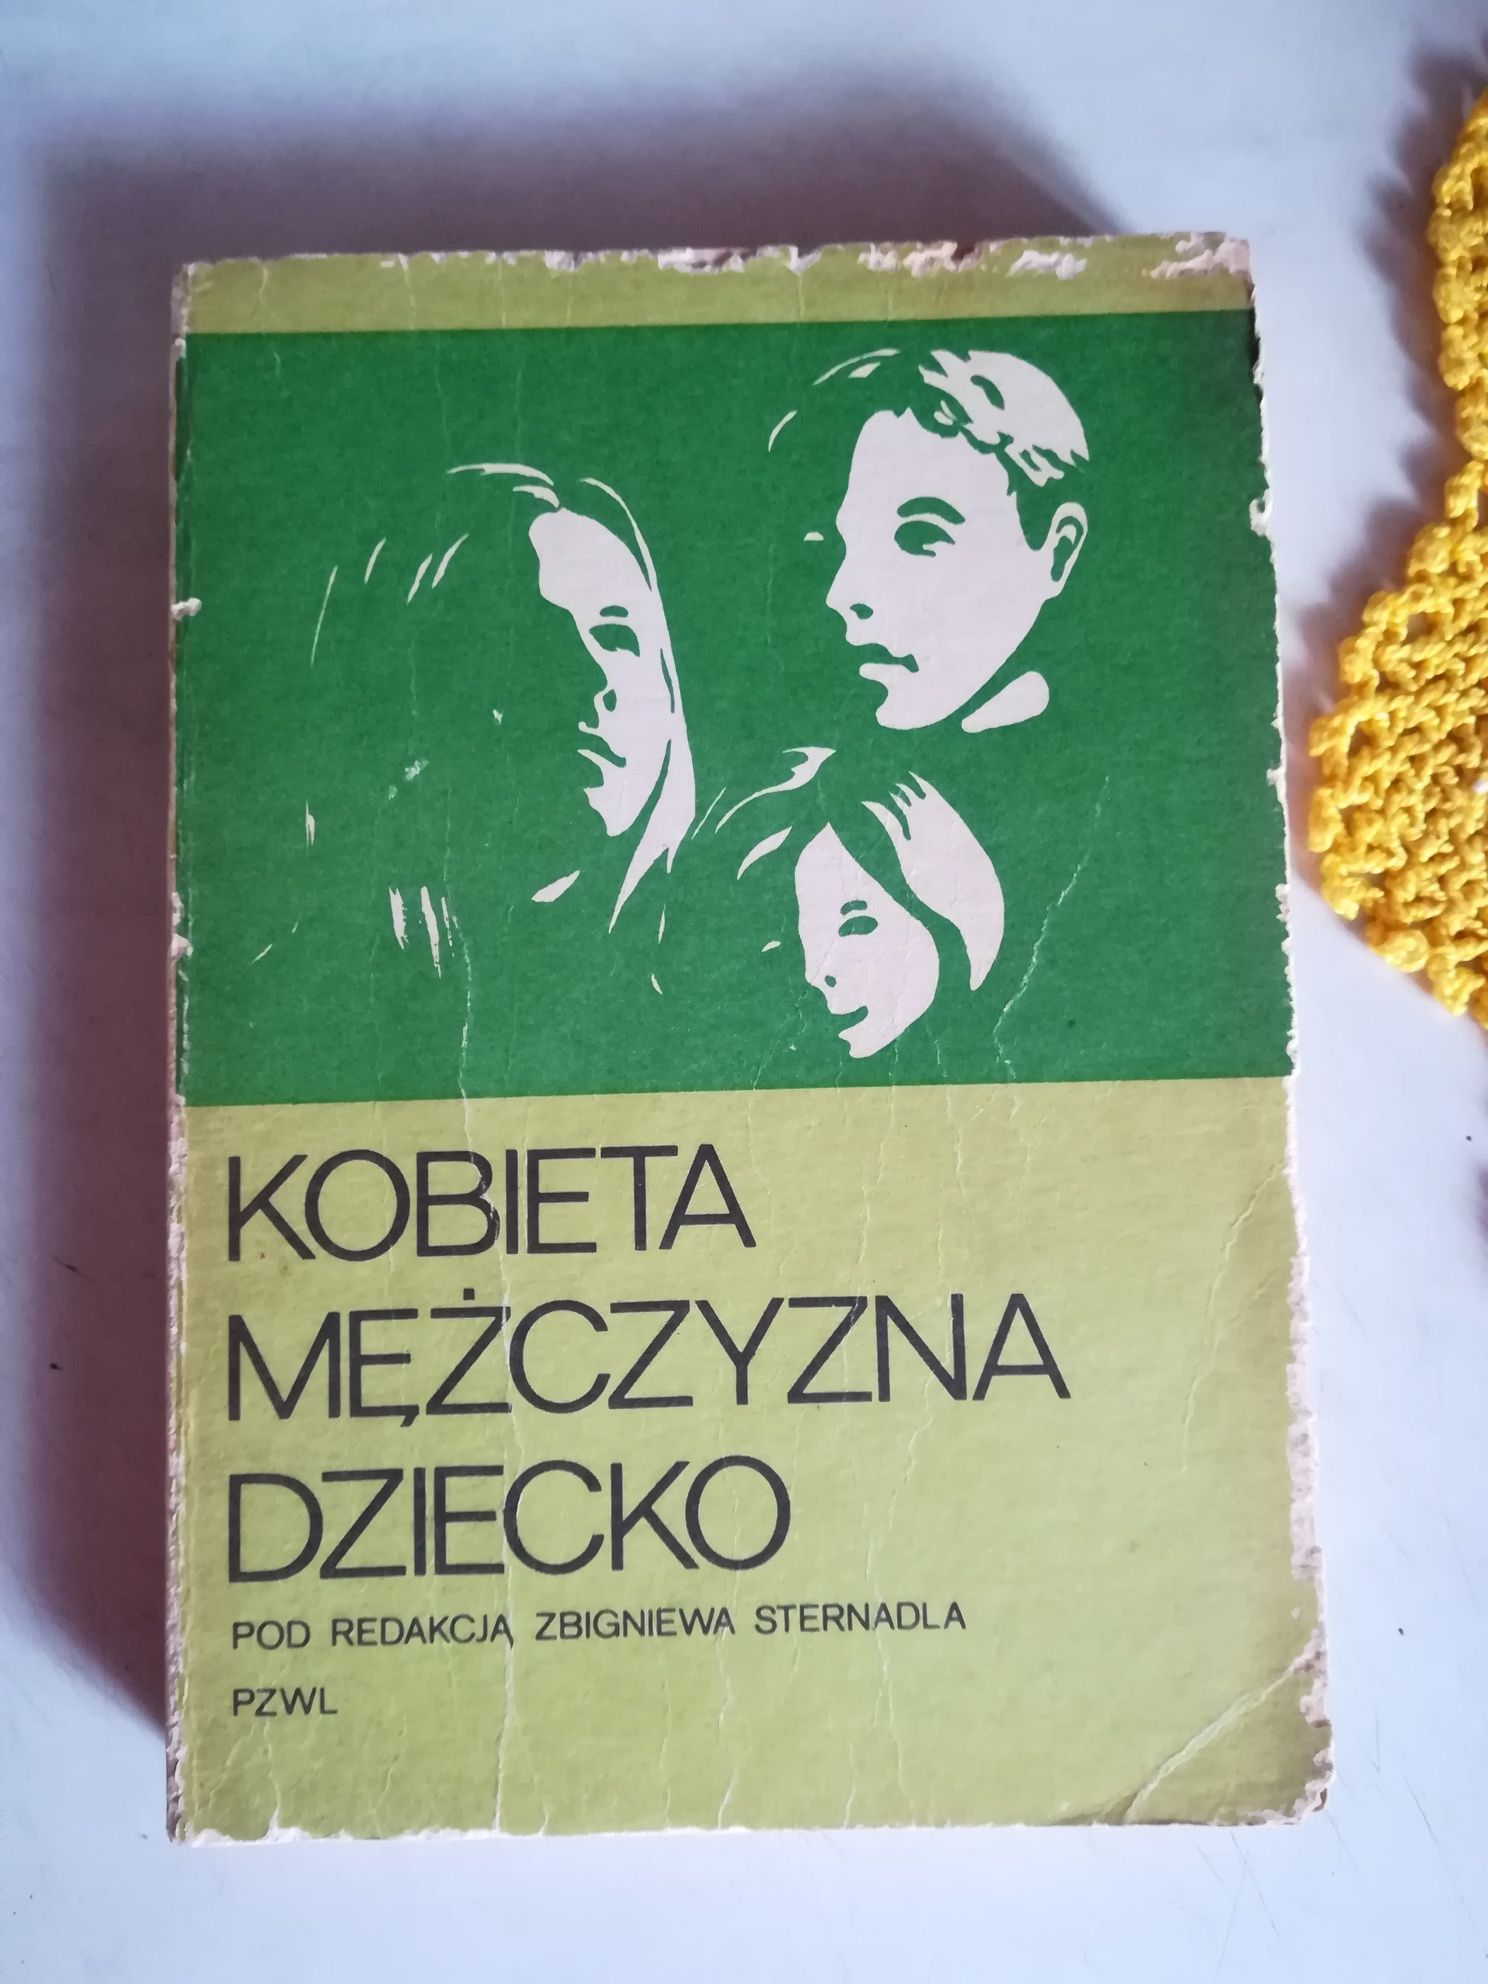 KOBIETA
MĘŻCZYZNA
DZIECKO
POD REDAKCJĄ ZBIGNIEWA STERNADLA
PZWL